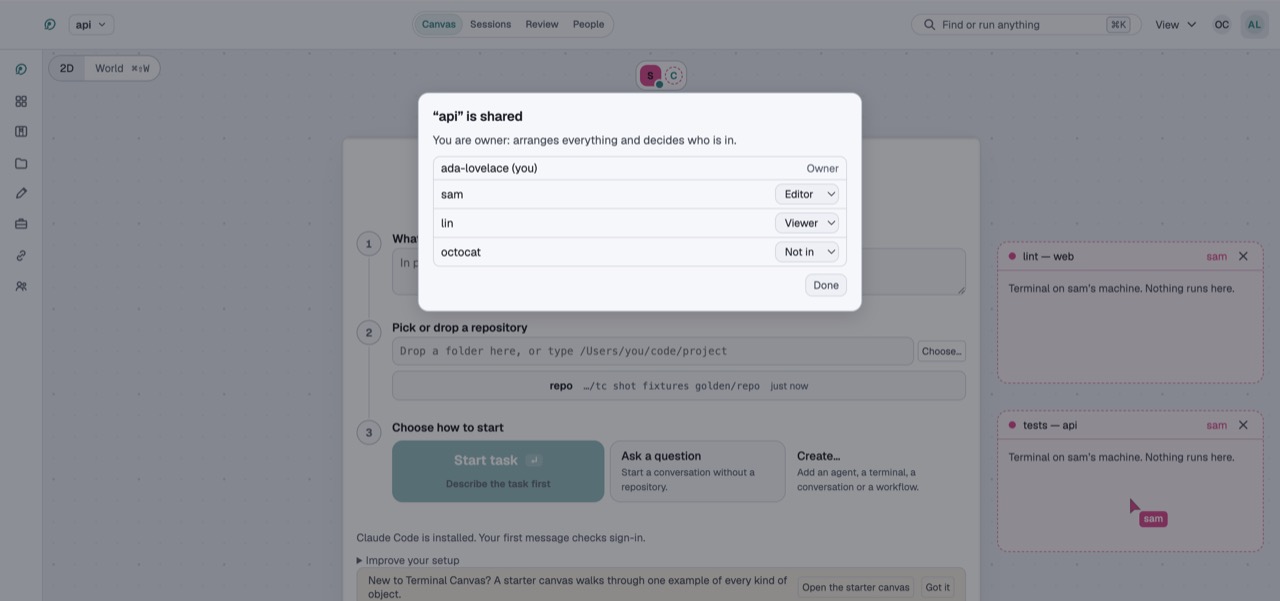 api
Canvas
Sessions
Review
People
Find or run anything
⌘K
View
OC
AL
2D
World ⌘⇧W
S
C
“api” is shared
You are owner: arranges everything and decides who is in.
ada-lovelace (you)
Owner
sam
Editor
lin
Viewer
octocat
Not in
Done
1
Wha
In p
2
Pick or drop a repository
Drop a folder here, or type /Users/you/code/project
Choose…
repo …/tc shot fixtures golden/repo just now
3
Choose how to start
Start task
Describe the task first
Ask a question
Start a conversation without a
repository.
Create…
Add an agent, a terminal, a
conversation or a workflow.
Claude Code is installed. Your first message checks sign-in.
Improve your setup
New to Terminal Canvas? A starter canvas walks through one example of every kind of
object.
Open the starter canvas
Got it
lint — web
sam
Terminal on sam’s machine. Nothing runs here.
tests — api
sam
Terminal on sam’s machine. Nothing runs here.
sam